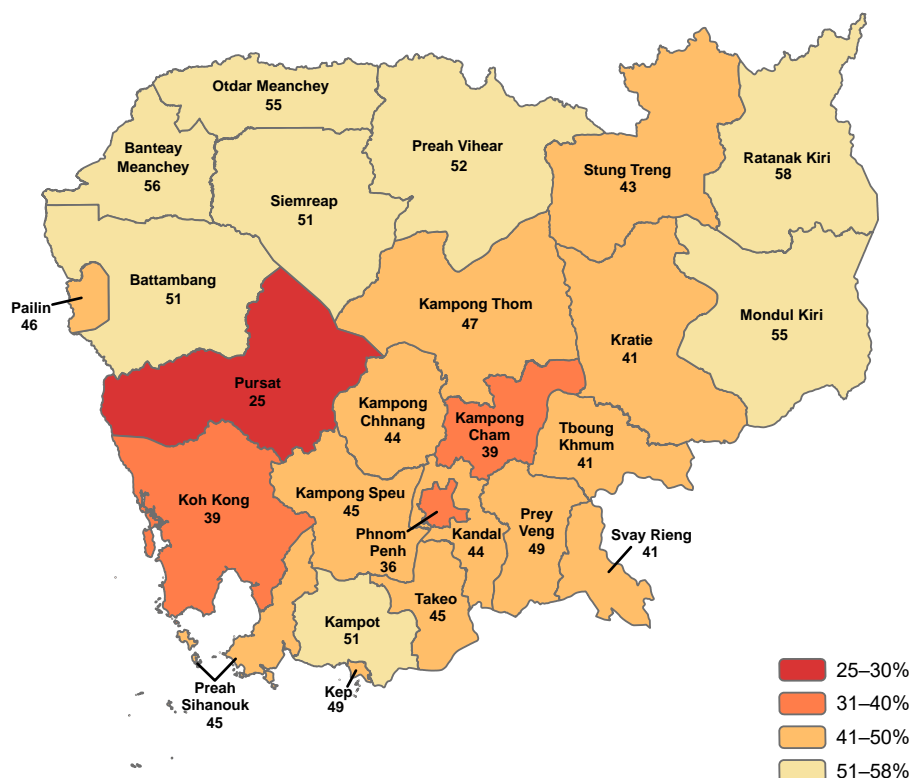 Otdar Meanchey
55
Banteay
Meanchey
56
Preah Vihear
52
Stung Treng
43
Ratanak Kiri
58
Siemreap
51
Battambang
51
Pailin
46
Kampong Thom
47
Kratie
41
Mondul Kiri
55
Pursat
25
Kampong
Chhnang
44
Kampong
Cham
39
Tboung
Khmum
41
Koh Kong
39
Kampong Speu
45
Phnom
Penh
36
Kandal
44
Prey
Veng
49
Svay Rieng
41
Takeo
45
Kampot
51
Preah
Sihanouk
45
Kep
49
25–30%
31–40%
41–50%
51–58%